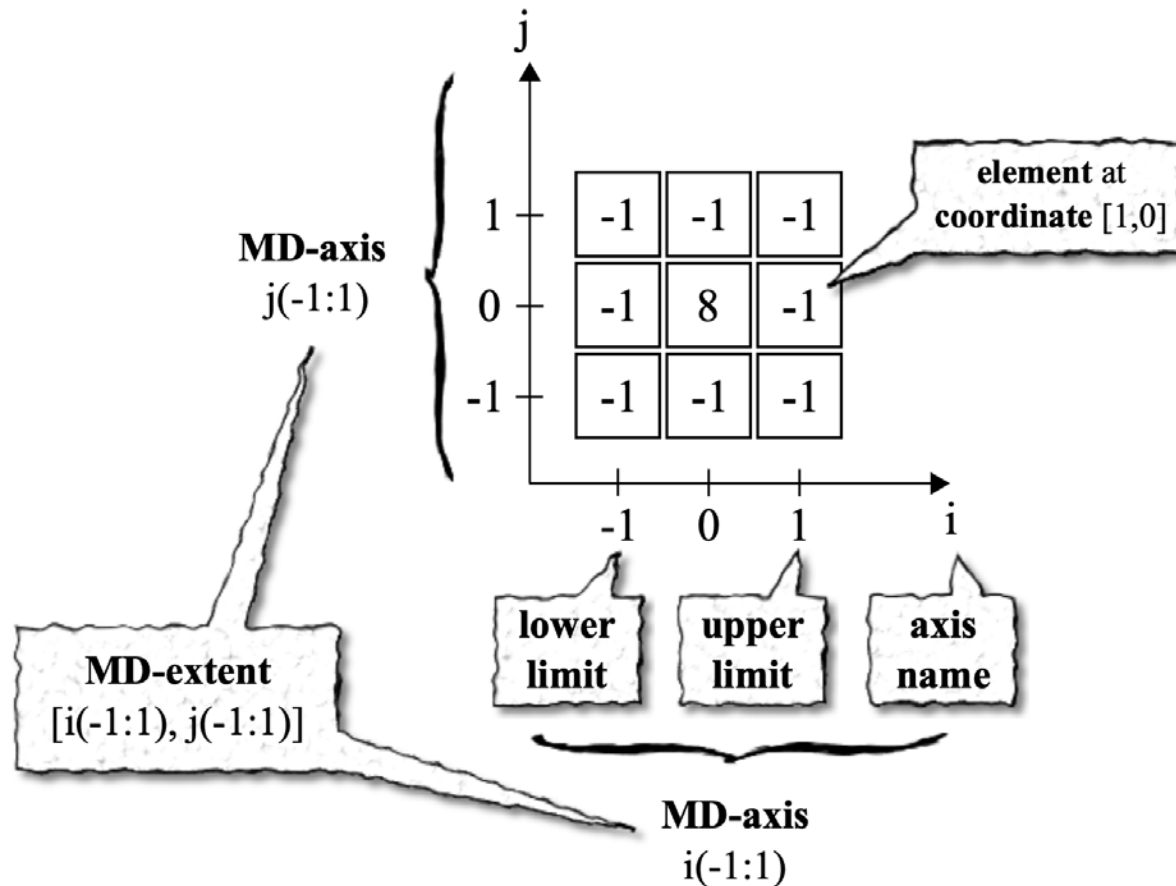 j
element at
coordinate [1,0]
1 -1 -1 -1
MD-axis
j(-1:1)
0 -1 8 -1
-1 -1 -1 -1
-1 0 1 i
lower
limit
upper
limit
axis
name
MD-extent
[i(-1:1), j(-1:1)]
MD-axis
i(-1:1)